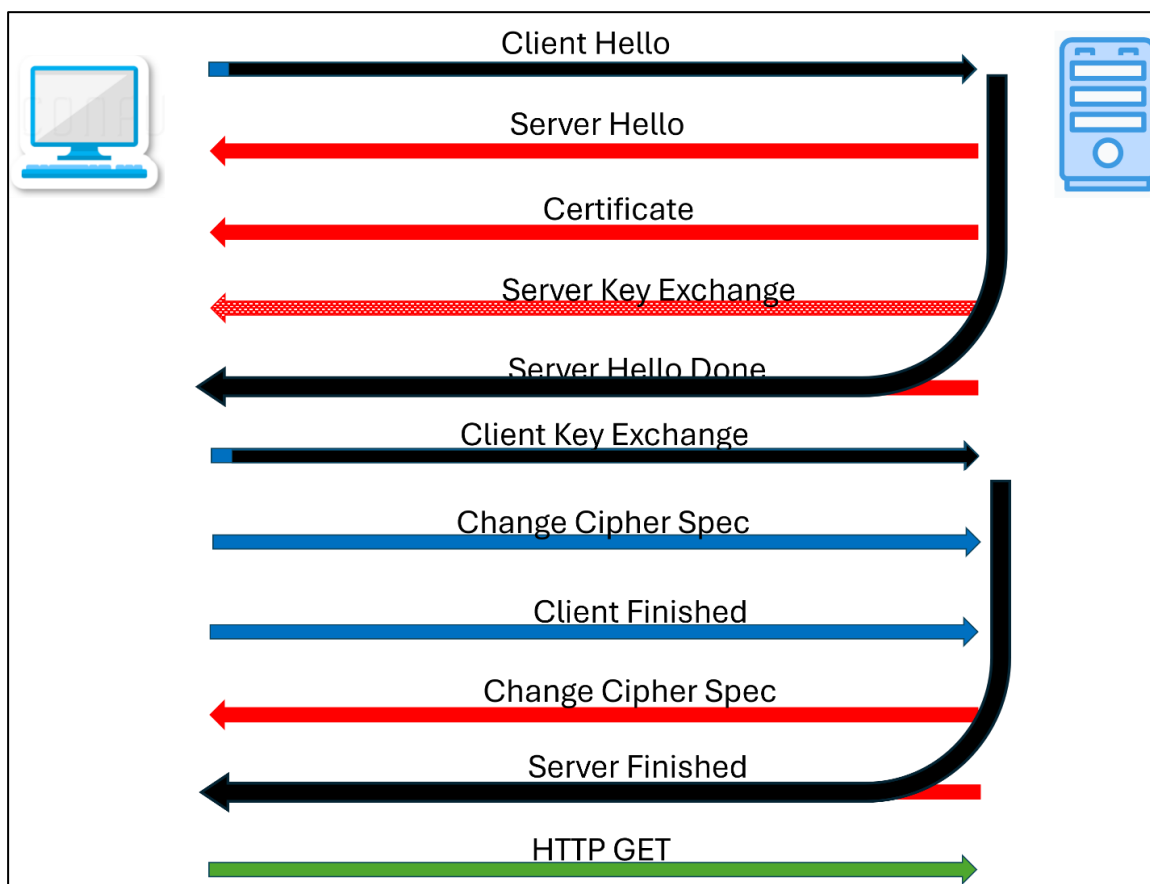 Client Hello
Server Hello
Certificate
Server Key Exchange
Server Hello Done
Client Key Exchange
Change Cipher Spec
Client Finished
Change Cipher Spec
Server Finished
HTTP GET